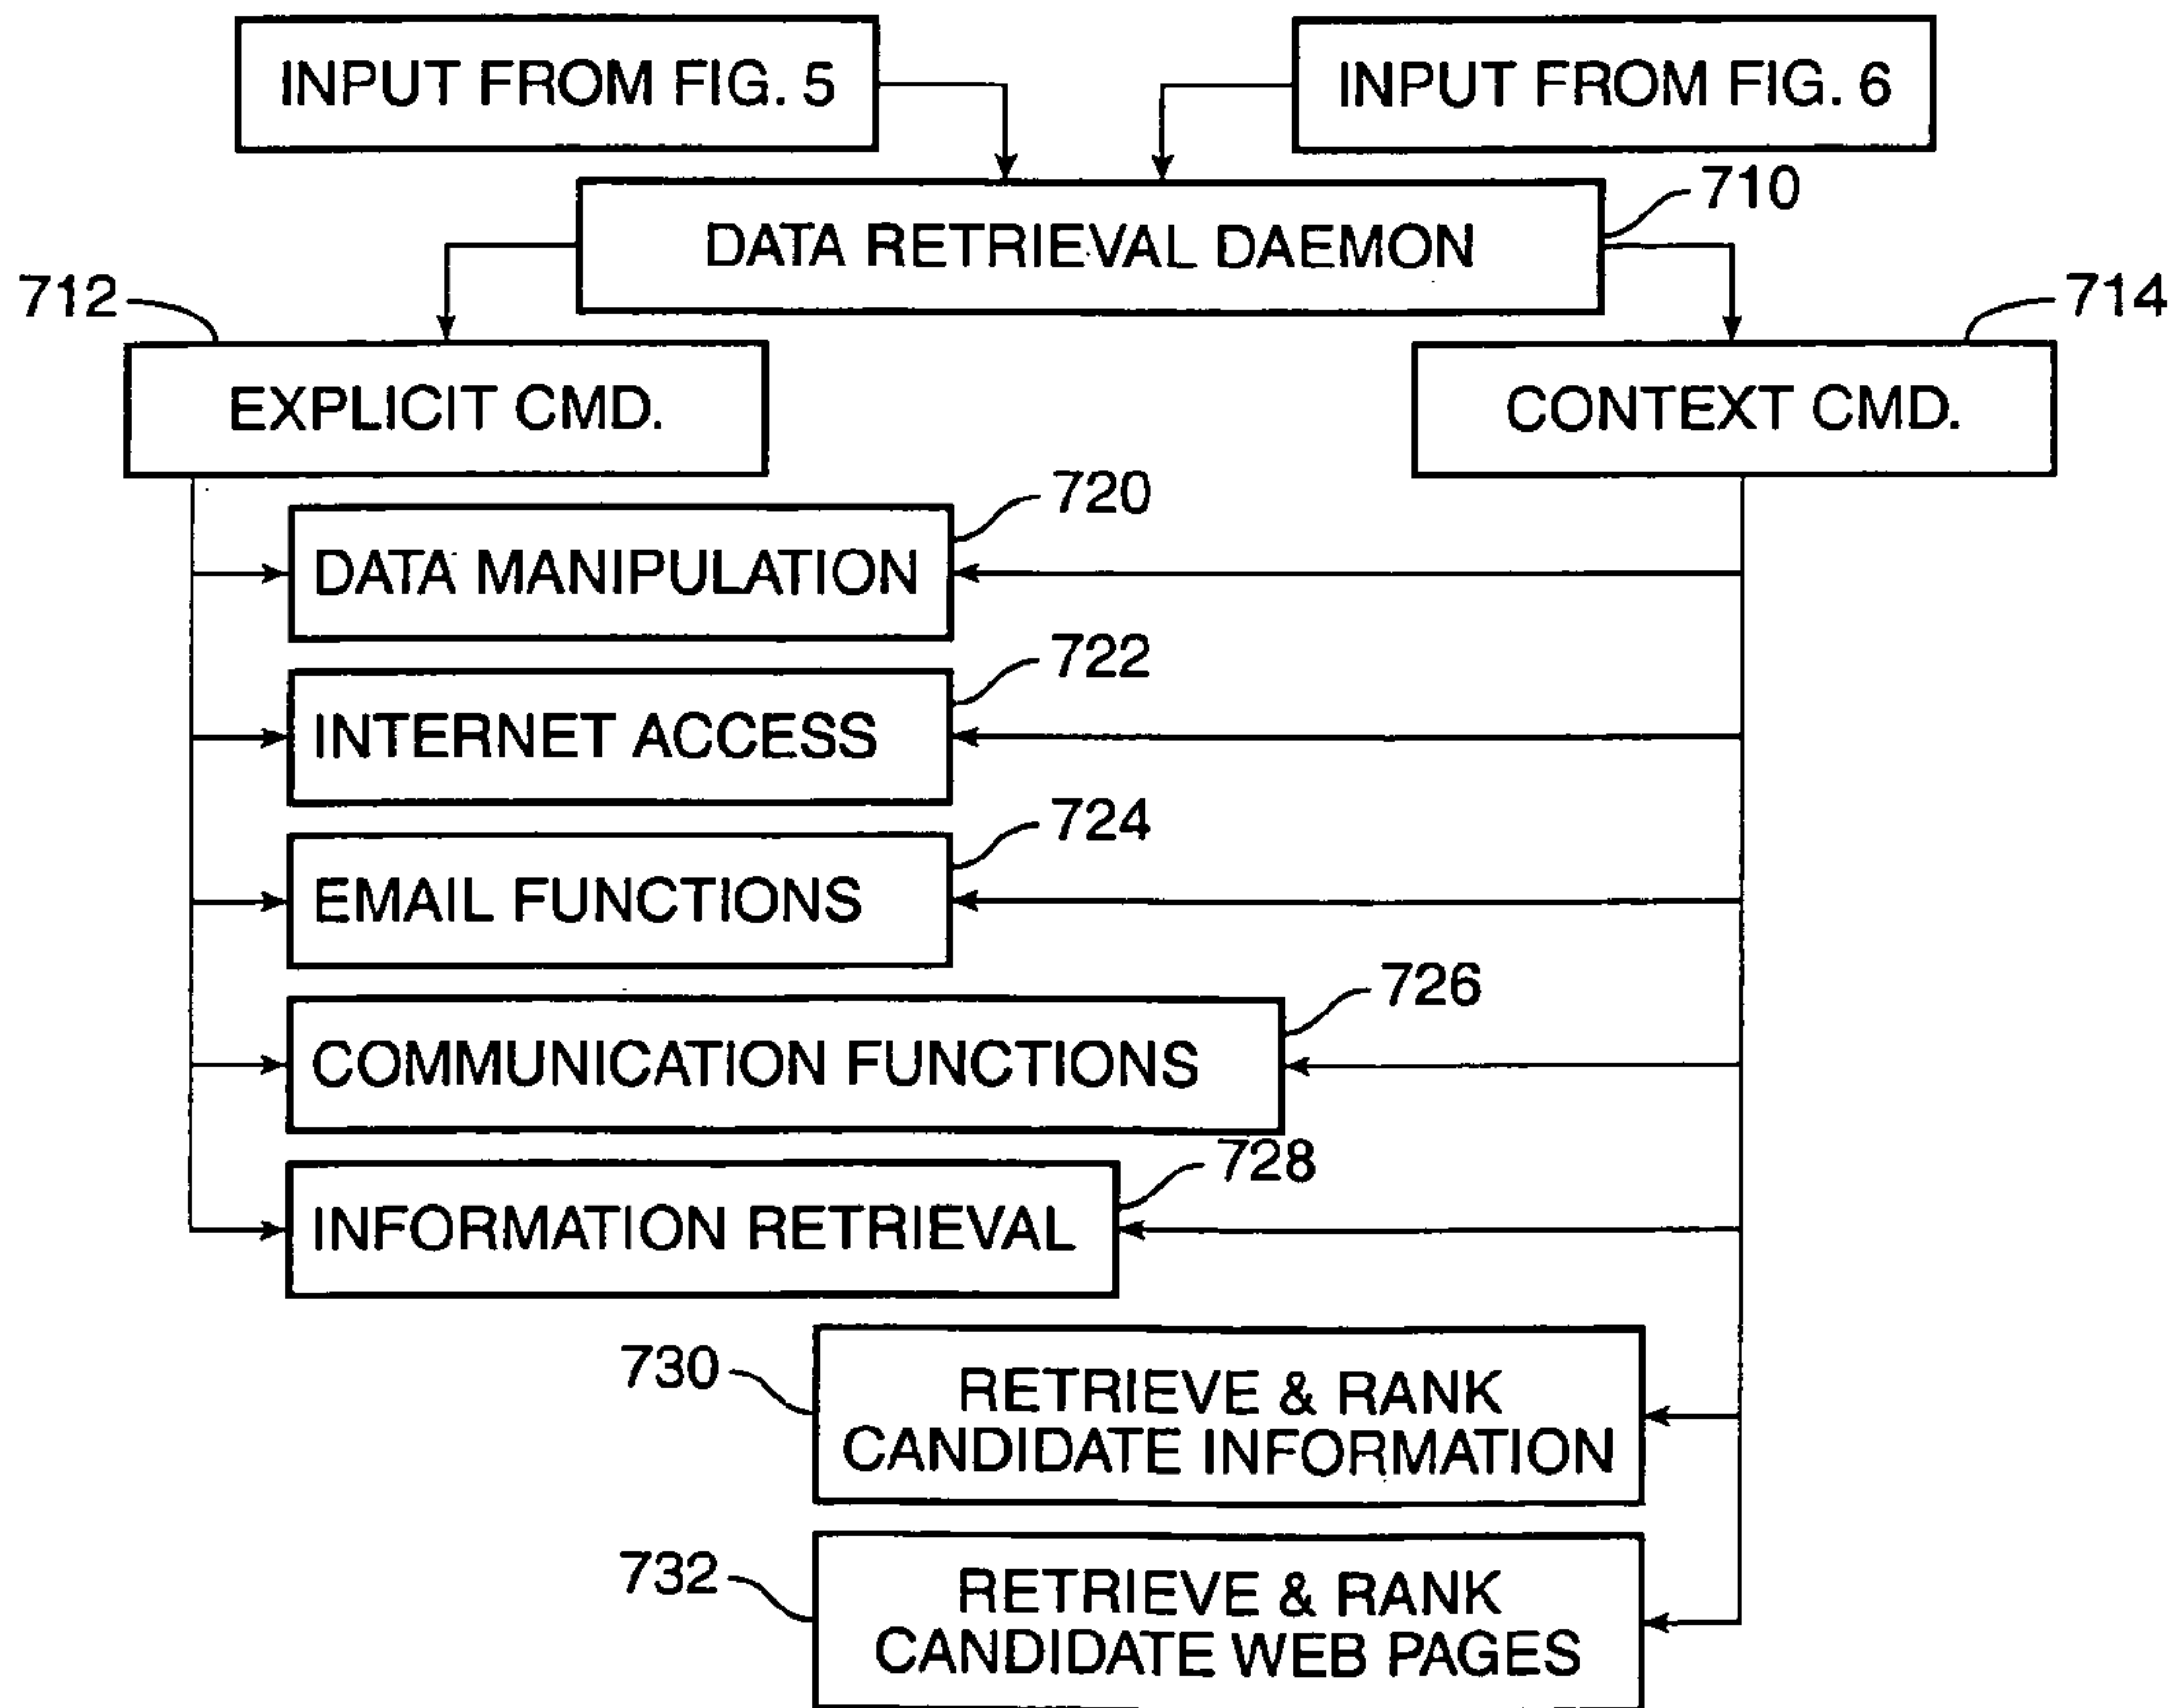 INPUT FROM FIG. 5
INPUT FROM FIG. 6
710
DATA RETRIEVAL DAEMON
712
714
EXPLICIT CMD.
CONTEXT CMD.
720
DATA MANIPULATION
722
INTERNET ACCESS
724
EMAIL FUNCTIONS
726
COMMUNICATION FUNCTIONS
728
INFORMATION RETRIEVAL
730
RETRIEVE & RANK
CANDIDATE INFORMATION
732
RETRIEVE & RANK
CANDIDATE WEB PAGES